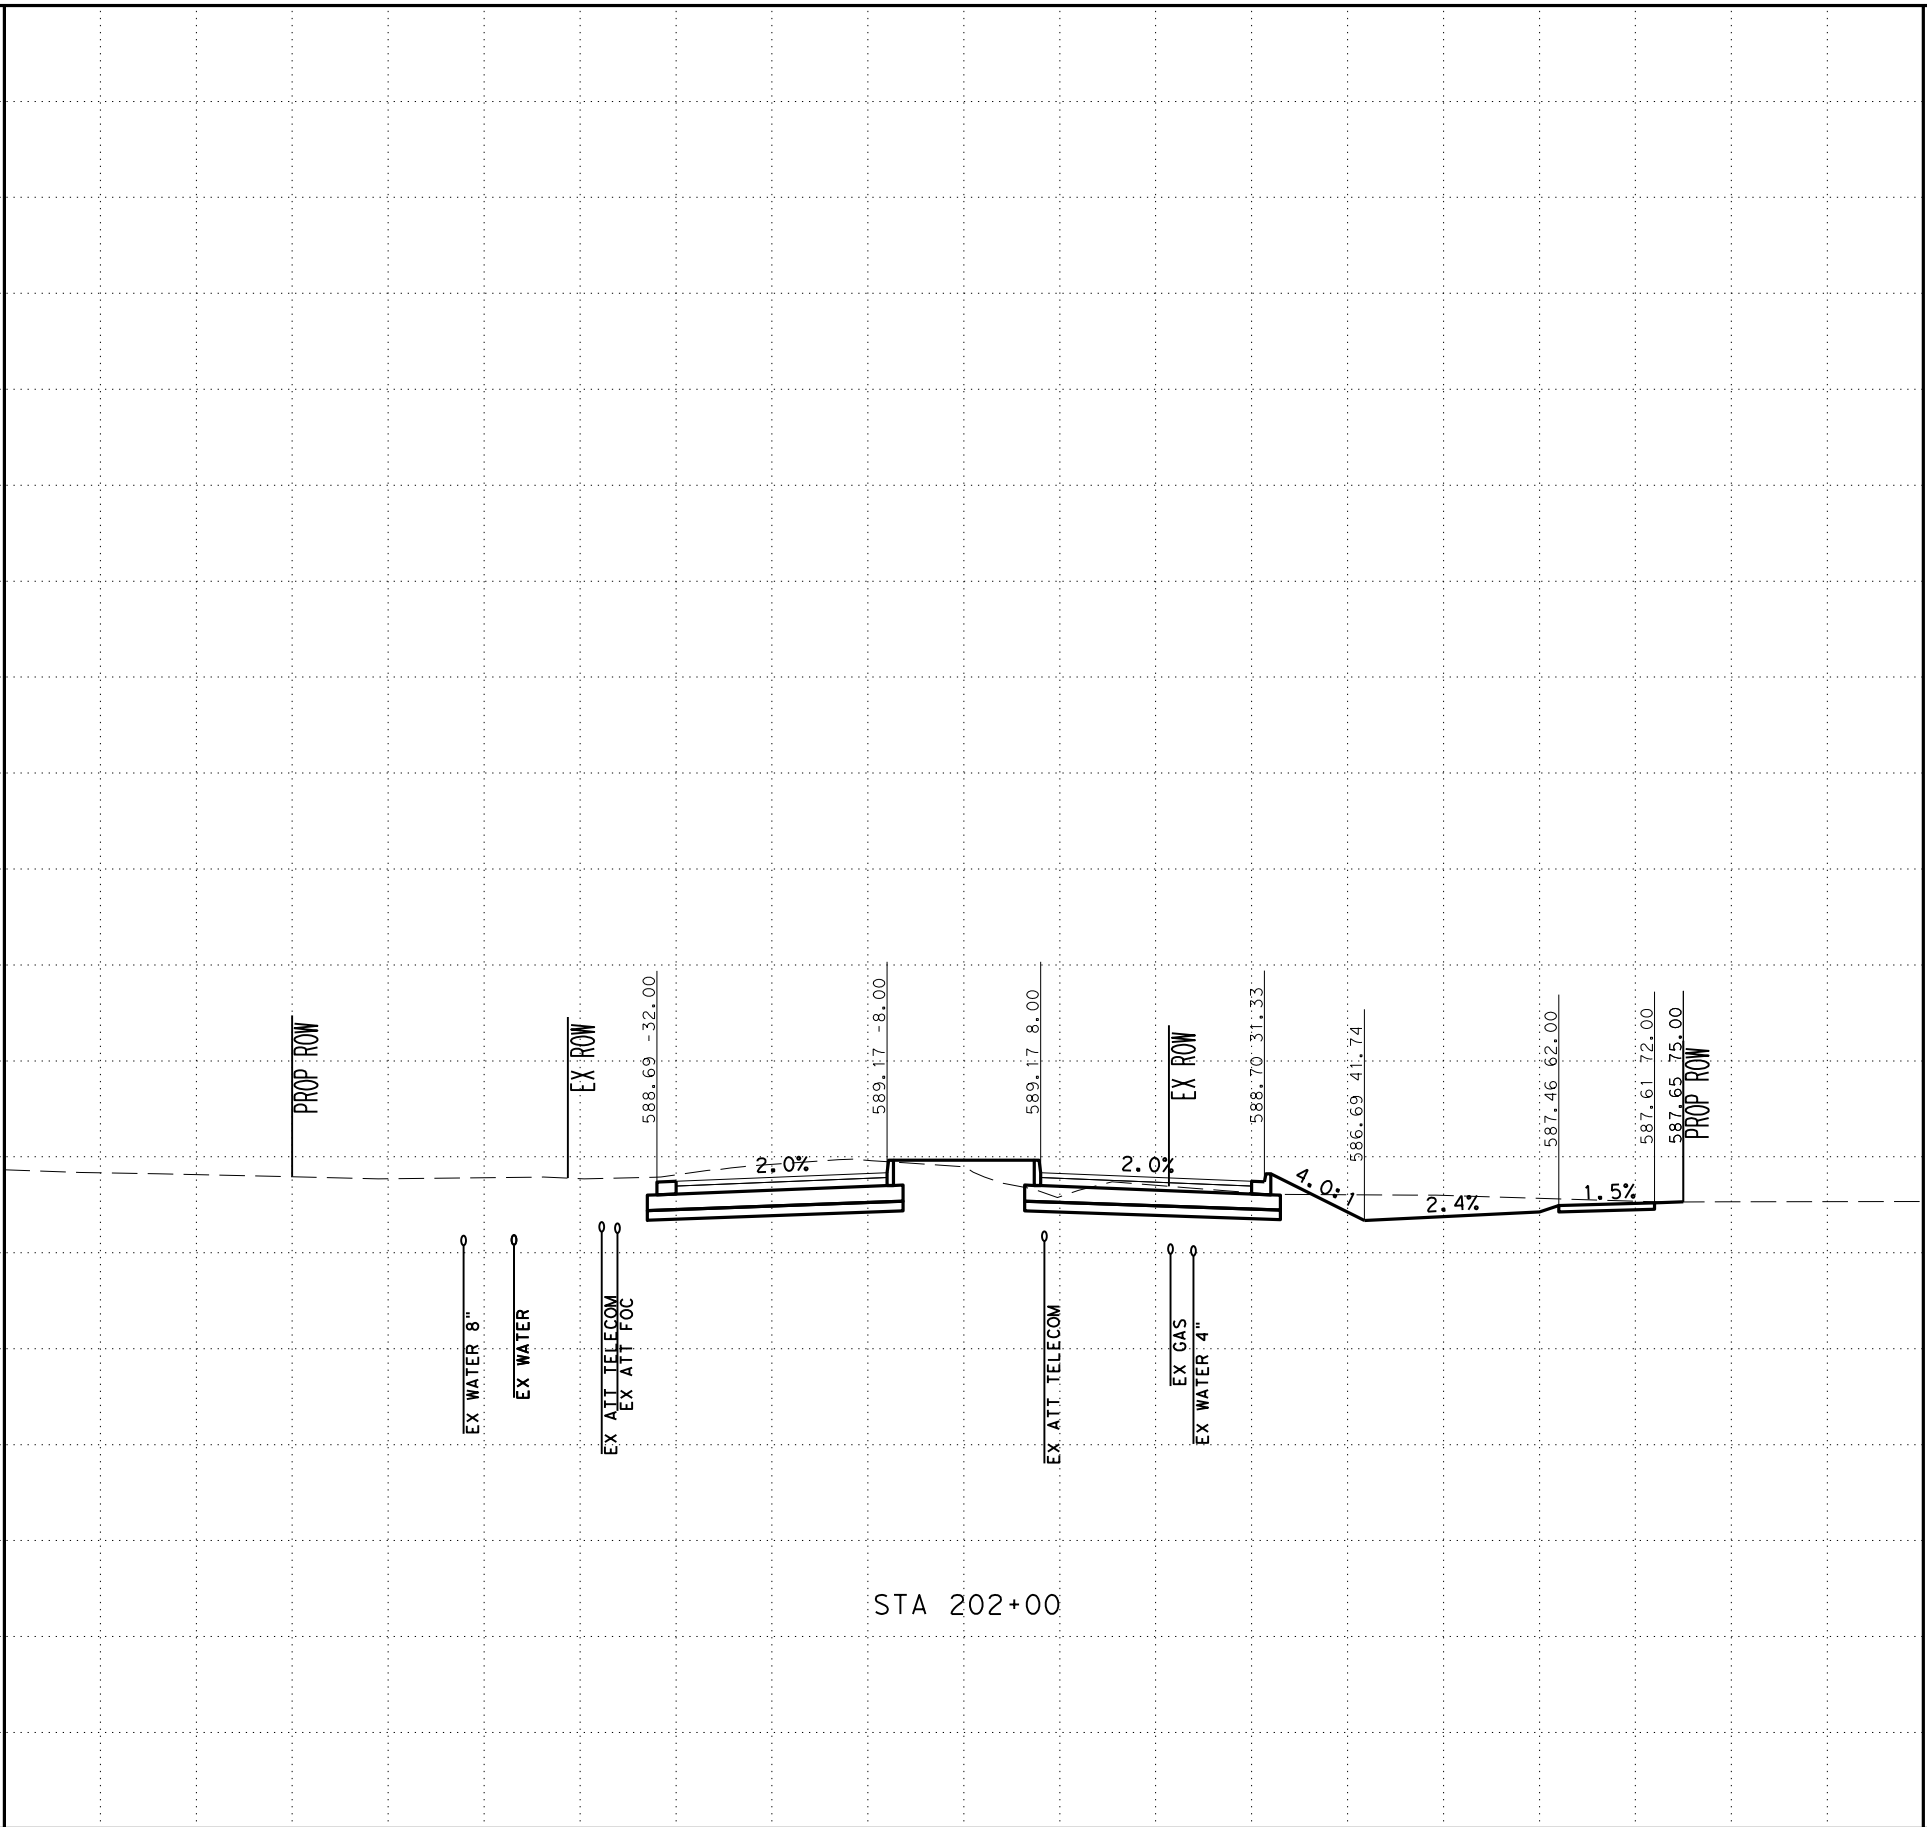 PROP ROW
EX ROW
588.69 -32.00
589.17 -8.00
589.17 8.00
EX ROW
588.70 31.33
586.69 41.74
587.46 62.00
587.61 72.00
587.65 75.00
PROP ROW
2.0%
2.0%
4.0:1
2.4%
1.5%
EX WATER 8"
EX WATER
EX ATT TELECOM
EX ATT FOC
EX ATT TELECOM
EX GAS
EX WATER 4"
STA 202+00